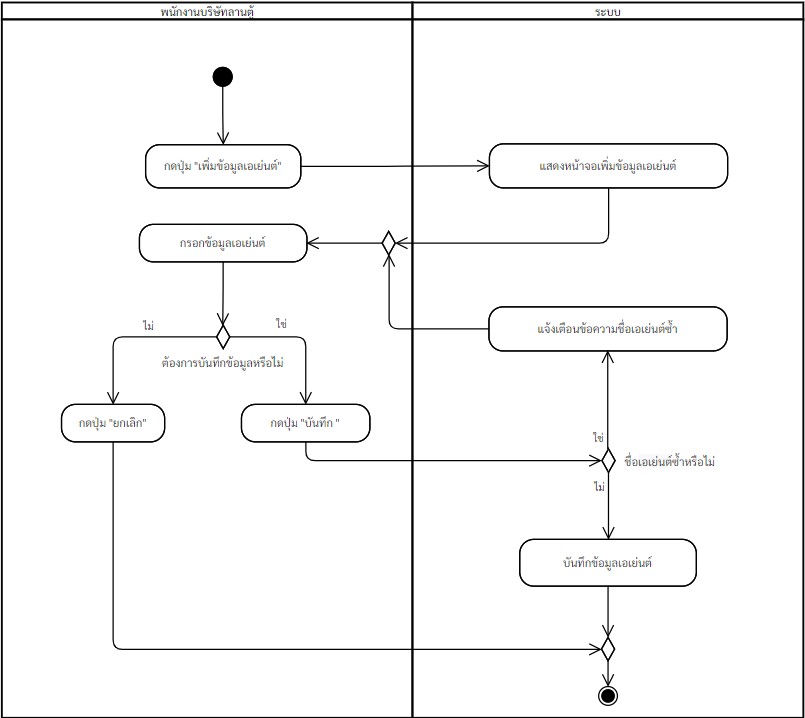 พนักงานบริษัทลานตู้
ระบบ
กดปุ่ม "เพิ่มข้อมูลเอเย่นต์"
แสดงหน้าจอเพิ่มข้อมูลเอเย่นต์
กรอกข้อมูลเอเย่นต์
ไม่
ใช่
แจ้งเตือนข้อความชื่อเอเย่นต์ซ้ำ
ต้องการบันทึกข้อมูลหรือไม่
กดปุ่ม "ยกเลิก"
กดปุ่ม "บันทึก "
ใช่
ชื่อเอเย่นต์ซ้ำหรือไม่
ไม่
บันทึกข้อมูลเอเย่นต์